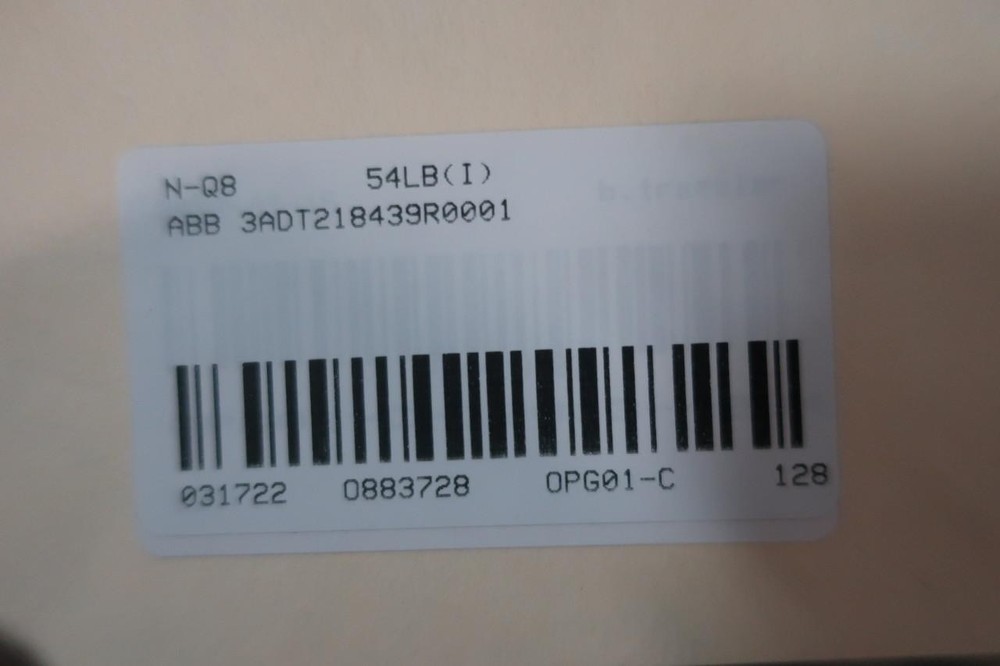 N-Q8 54LB(I)
ABB 3ADT218439R0001
031722 0883728 OPG01-C 128